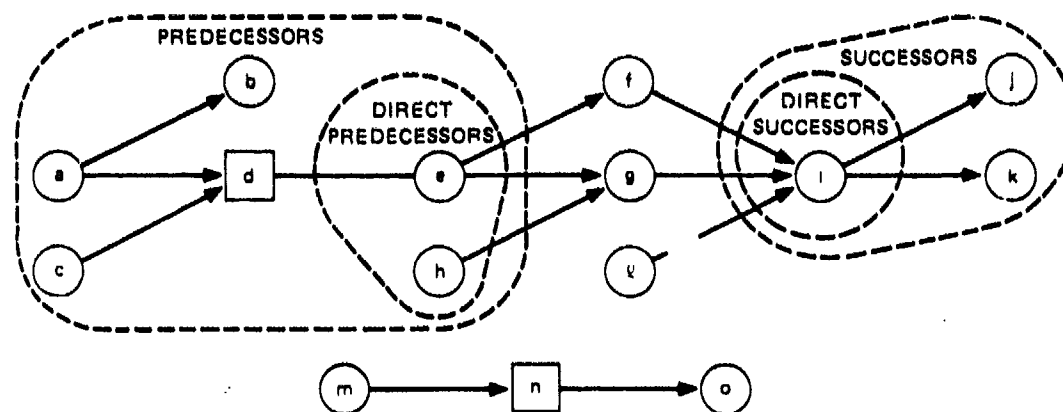 PREDECESSORS
SUCCESSORS
b
f
j
DIRECT
PREDECESSORS
DIRECT
SUCCESSORS
a
d
e
g
i
k
c
h
ℓ
m
n
o